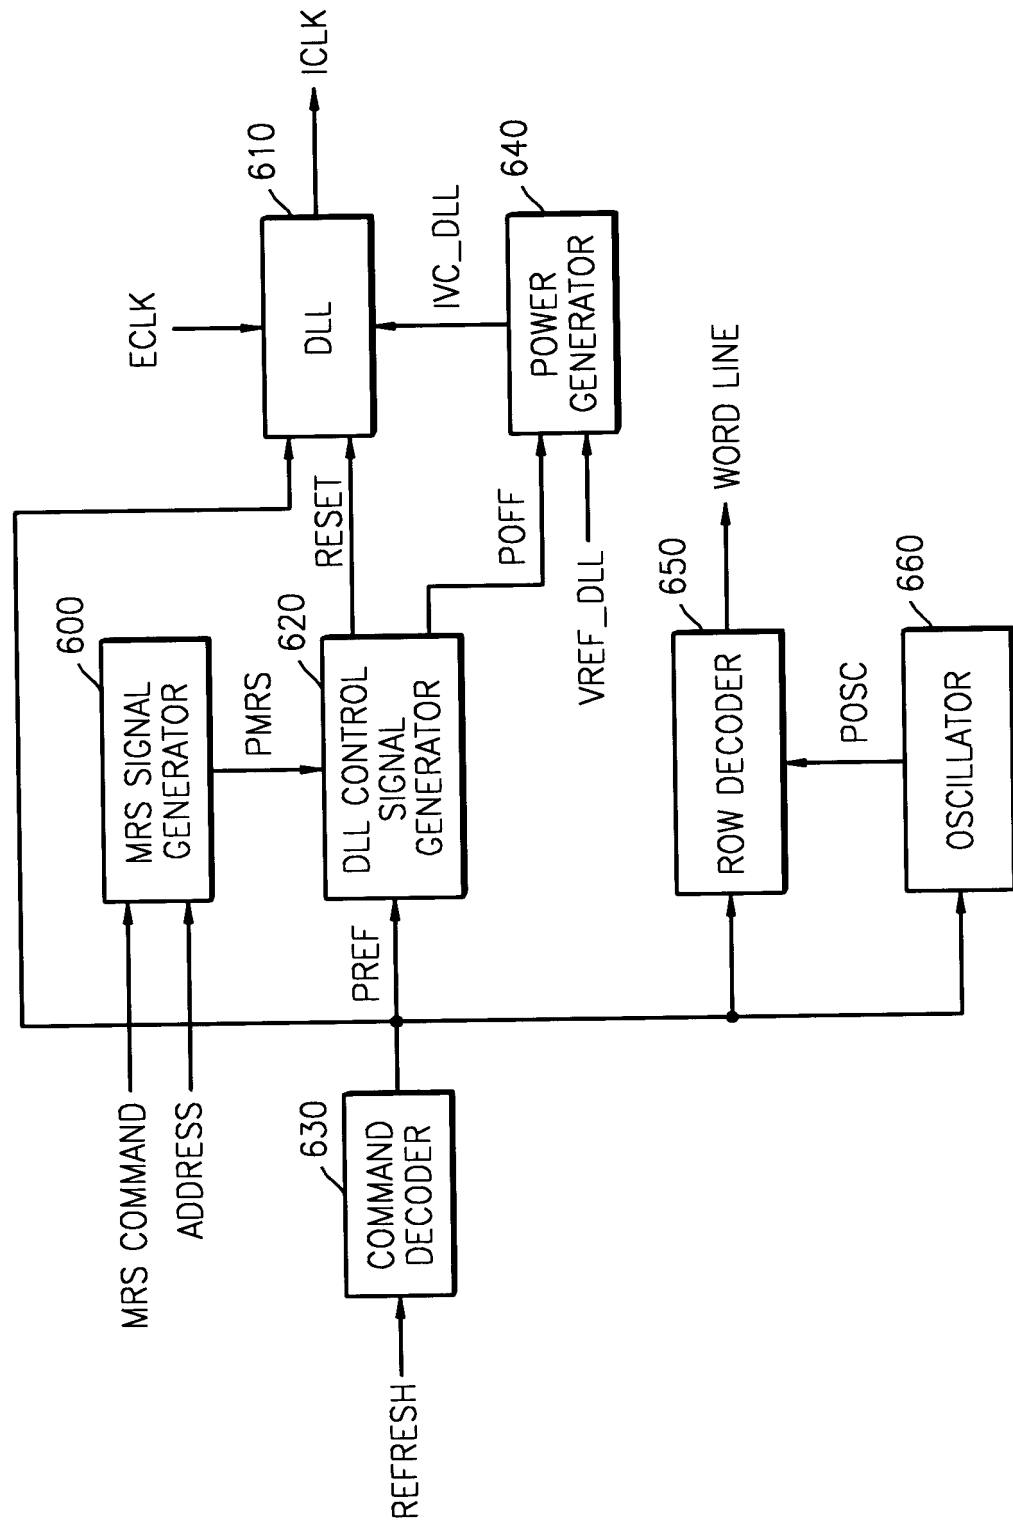 MRS COMMAND
ADDRESS
600
MRS SIGNAL
GENERATOR
PMRS
ECLK
610
DLL
ICLK
RESET
620
DLL CONTROL
SIGNAL
GENERATOR
PREF
630
COMMAND
DECODER
REFRESH
POFF
IVC_DLL
640
POWER
GENERATOR
VREF_DLL
650
ROW DECODER
WORD LINE
POSC
660
OSCILLATOR